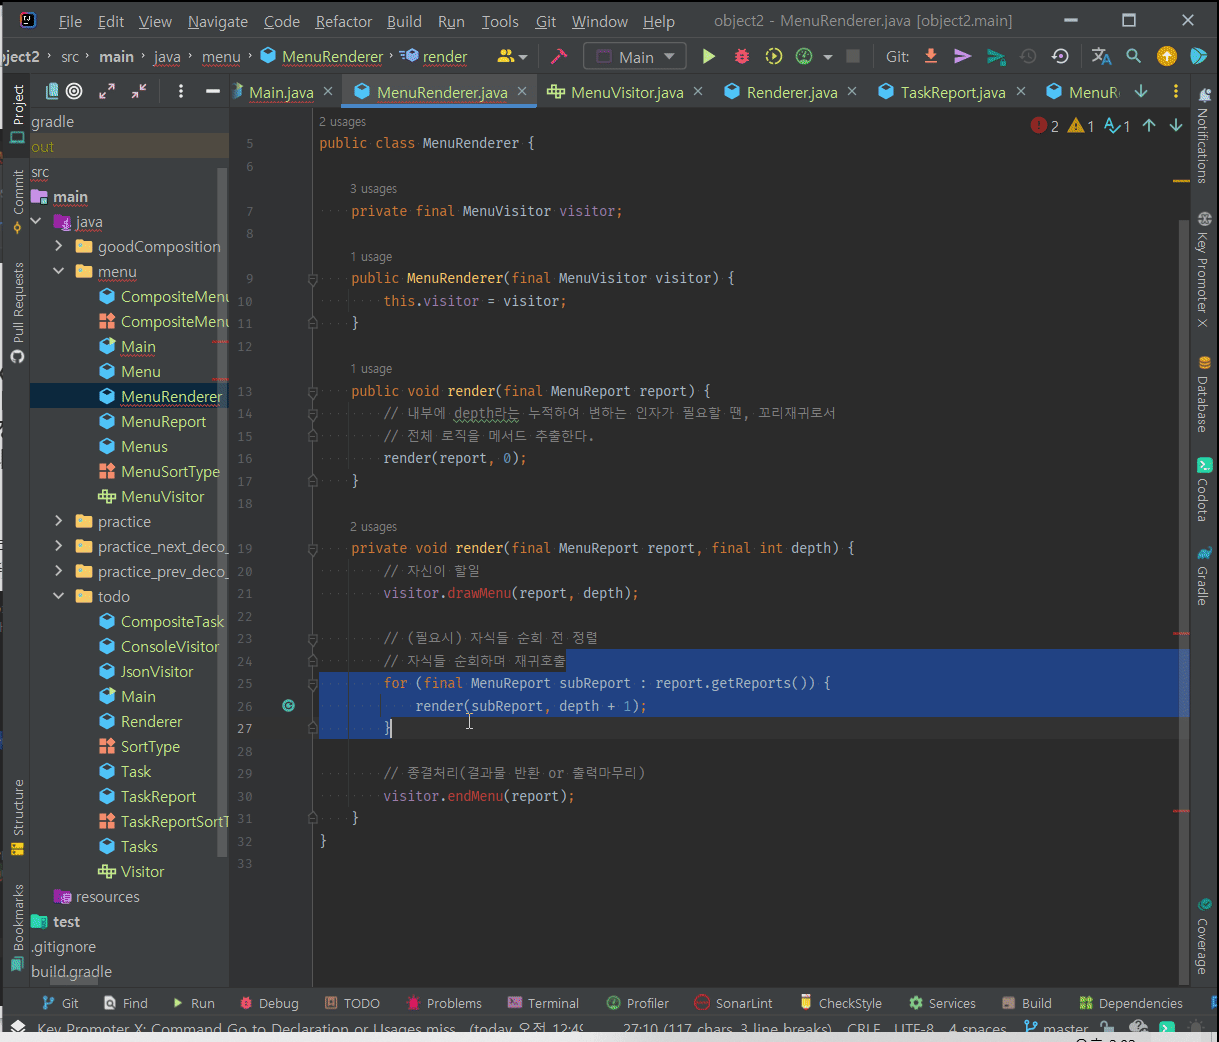 File Edit View Navigate Code Refactor Build Run Tools Git Window Help object2 - MenuRenderer.java [object2.main]
oject2 › src › main › java › menu › MenuRenderer › render Main Git:
Project
Commit
Pull Requests
Structure
Bookmarks
gradle
out
src
main
java
goodComposition
menu
CompositeMenu
CompositeMenu
Main
Menu
MenuRenderer
MenuReport
Menus
MenuSortType
MenuVisitor
practice
practice_next_deco_
practice_prev_deco_
todo
CompositeTask
ConsoleVisitor
JsonVisitor
Main
Renderer
SortType
Task
TaskReport
TaskReportSortT
Tasks
Visitor
resources
test
.gitignore
build.gradle
Main.java MenuRenderer.java MenuVisitor.java Renderer.java TaskReport.java MenuR
2 1 1
2 usages
5 public class MenuRenderer {
6
3 usages
7 private final MenuVisitor visitor;
8
1 usage
9 public MenuRenderer(final MenuVisitor visitor) {
10 this.visitor = visitor;
11 }
12
1 usage
13 public void render(final MenuReport report) {
14 // 내부에 depth라는 누적하여 변하는 인자가 필요할 땐, 꼬리재귀로서
15 // 전체 로직을 메서드 추출한다.
16 render(report, 0);
17 }
18
2 usages
19 private void render(final MenuReport report, final int depth) {
20 // 자신이 할일
21 visitor.drawMenu(report, depth);
22
23 // (필요시) 자식들 순회 전 정렬
24 // 자식들 순회하며 재귀호출
25 for (final MenuReport subReport : report.getReports()) {
26 render(subReport, depth + 1);
27 }
28
29 // 종결처리(결과물 반환 or 출력마무리)
30 visitor.endMenu(report);
31 }
32 }
33
Notifications
Key Promoter X
Database
Codota
Gradle
Coverage
Git Find Run Debug TODO Problems Terminal Profiler SonarLint CheckStyle Services Build Dependencies
Key Promoter X: Command Go to Declaration or Usages miss (today 오전 12:49 27:10 (117 chars, 3 line breaks) CRLF UTF-8 4 spaces master